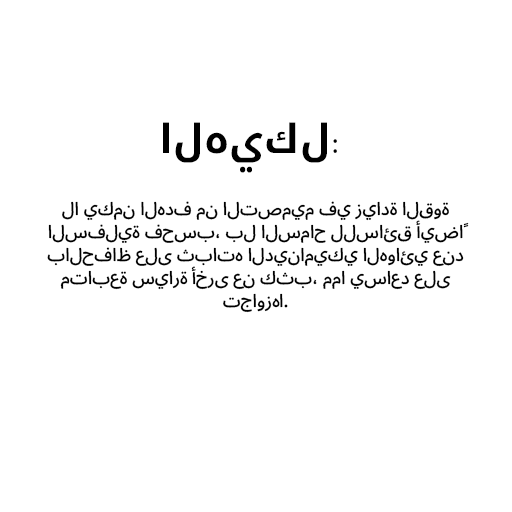 الهيكل:
لا يكمن الهدف من التصميم في زيادة القوة
السفلية فحسب، بل السماح للسائق أيضاً
بالحفاظ على ثباته الديناميكي الهوائي عند
متابعة سيارة أخرى عن كثب، مما يساعد على
تجاوزها.